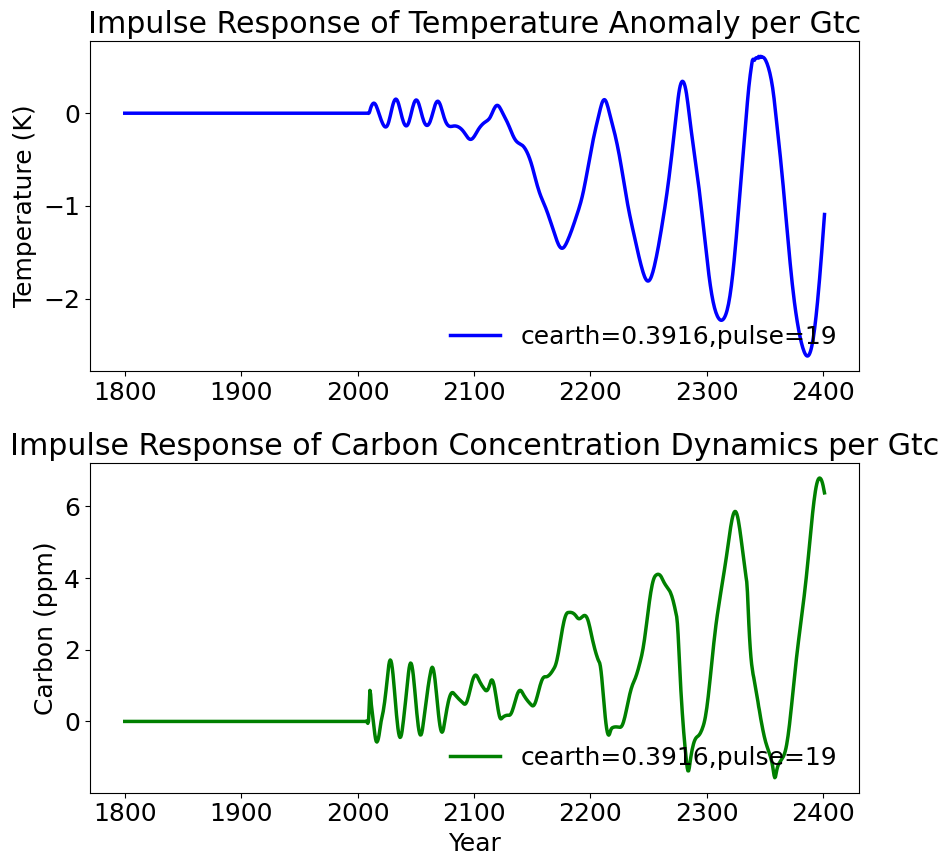 Impulse Response of Temperature Anomaly per Gtc
Temperature (K)
0
−1
−2
cearth=0.3916,pulse=19
1800 1900 2000 2100 2200 2300 2400
Impulse Response of Carbon Concentration Dynamics per Gtc
Carbon (ppm)
6
4
2
0
cearth=0.3916,pulse=19
1800 1900 2000 2100 2200 2300 2400
Year